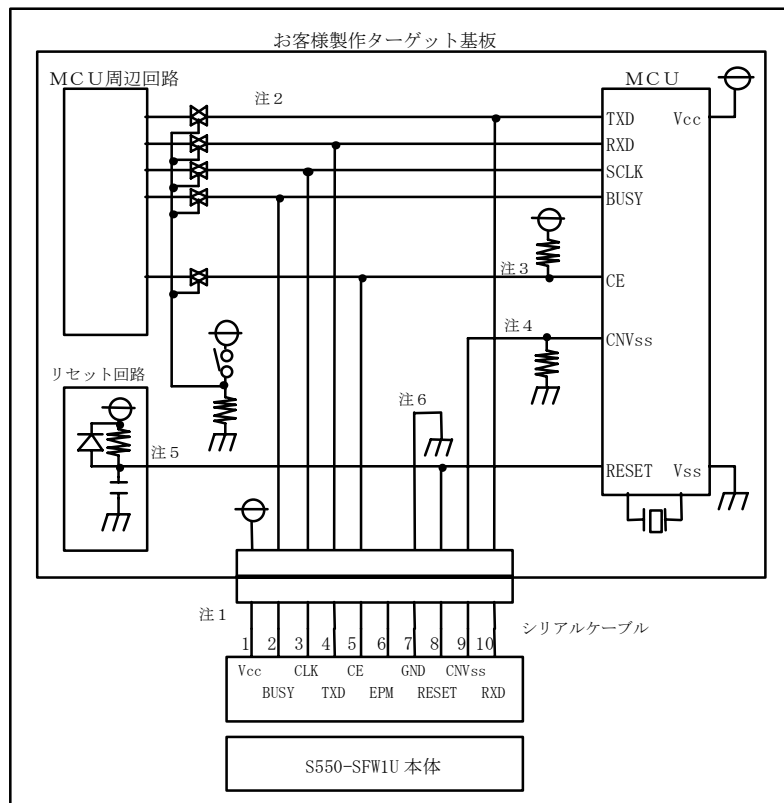 お客様製作ターゲット基板
MCU周辺回路
MCU
注2
TXD
Vcc
RXD
SCLK
BUSY
注3
CE
注4
CNVss
リセット回路
注6
注5
RESET
Vss
注1
シリアルケーブル
1 2 3 4 5 6 7 8 9 10
Vcc CLK CE GND CNVss
BUSY TXD EPM RESET RXD
S550-SFW1U 本体